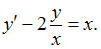 y′ − 2 y/x = x.